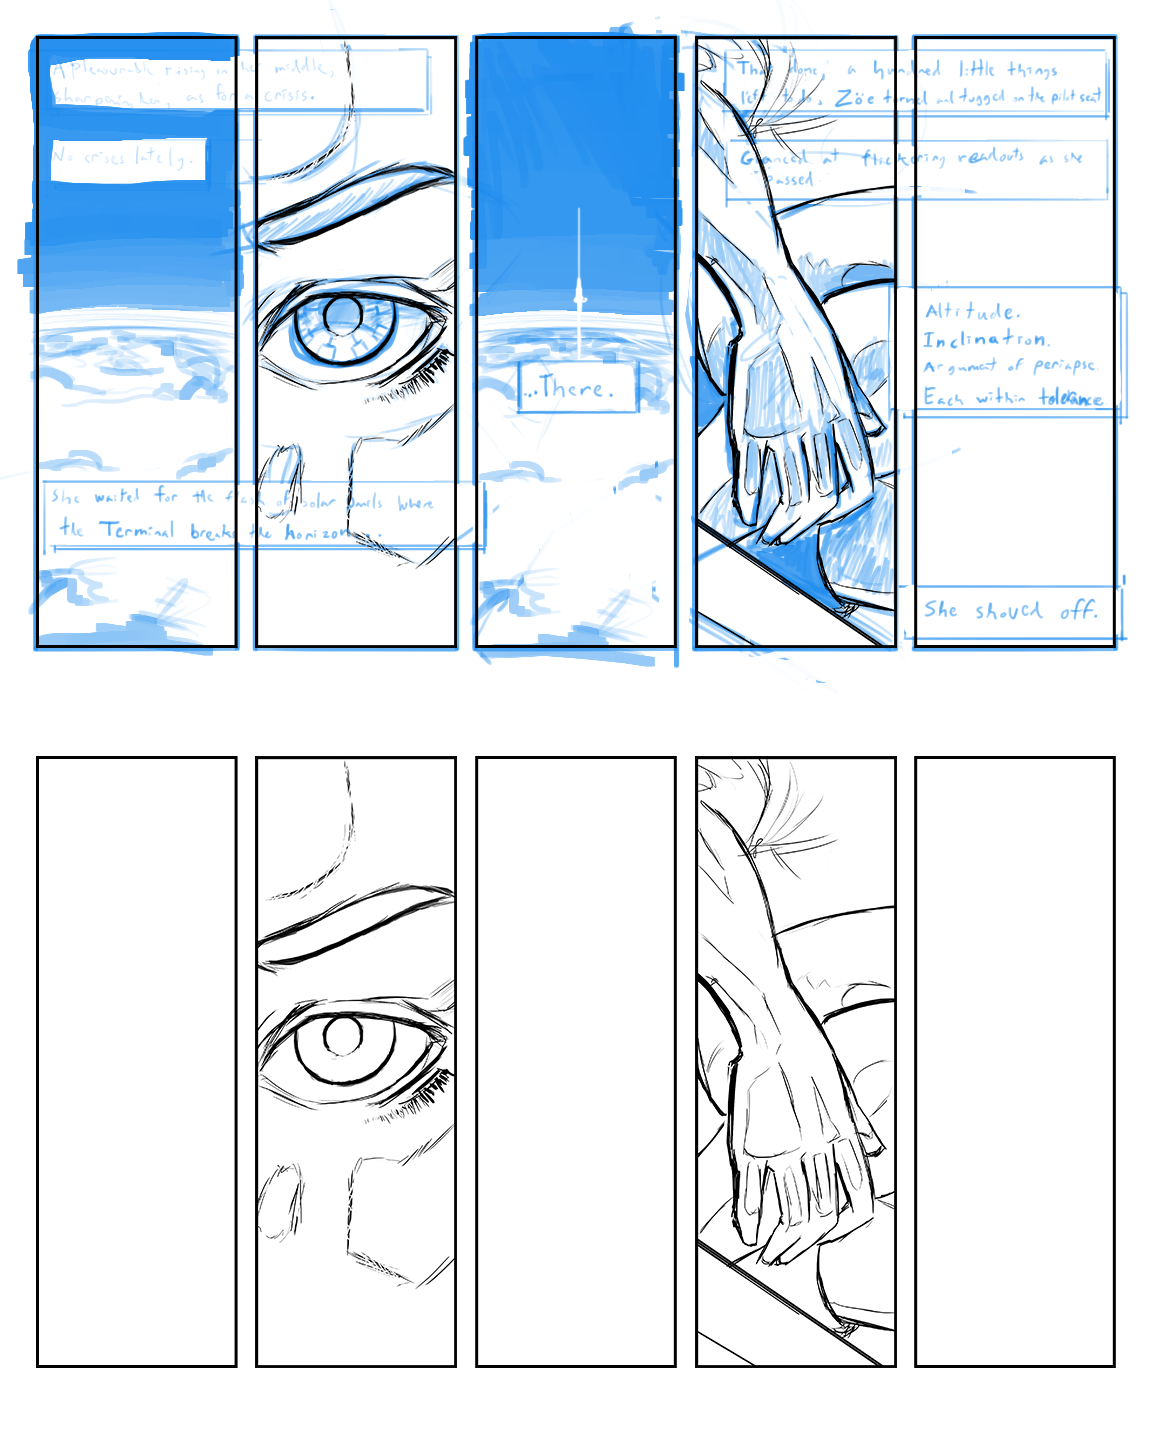 A pleasurable rising in her middle,
sharpening her, as for a crisis.
No crises lately.
She waited for the flash of solar panels where
the Terminal breaks the horizon...
...There.
That done, a hundred little things
left to do, Zöe turned and tugged on the pilot seat
Glanced at flickering readouts as she
passed.
Altitude.
Inclination.
Argument of periapse.
Each within tolerance
She shoved off.